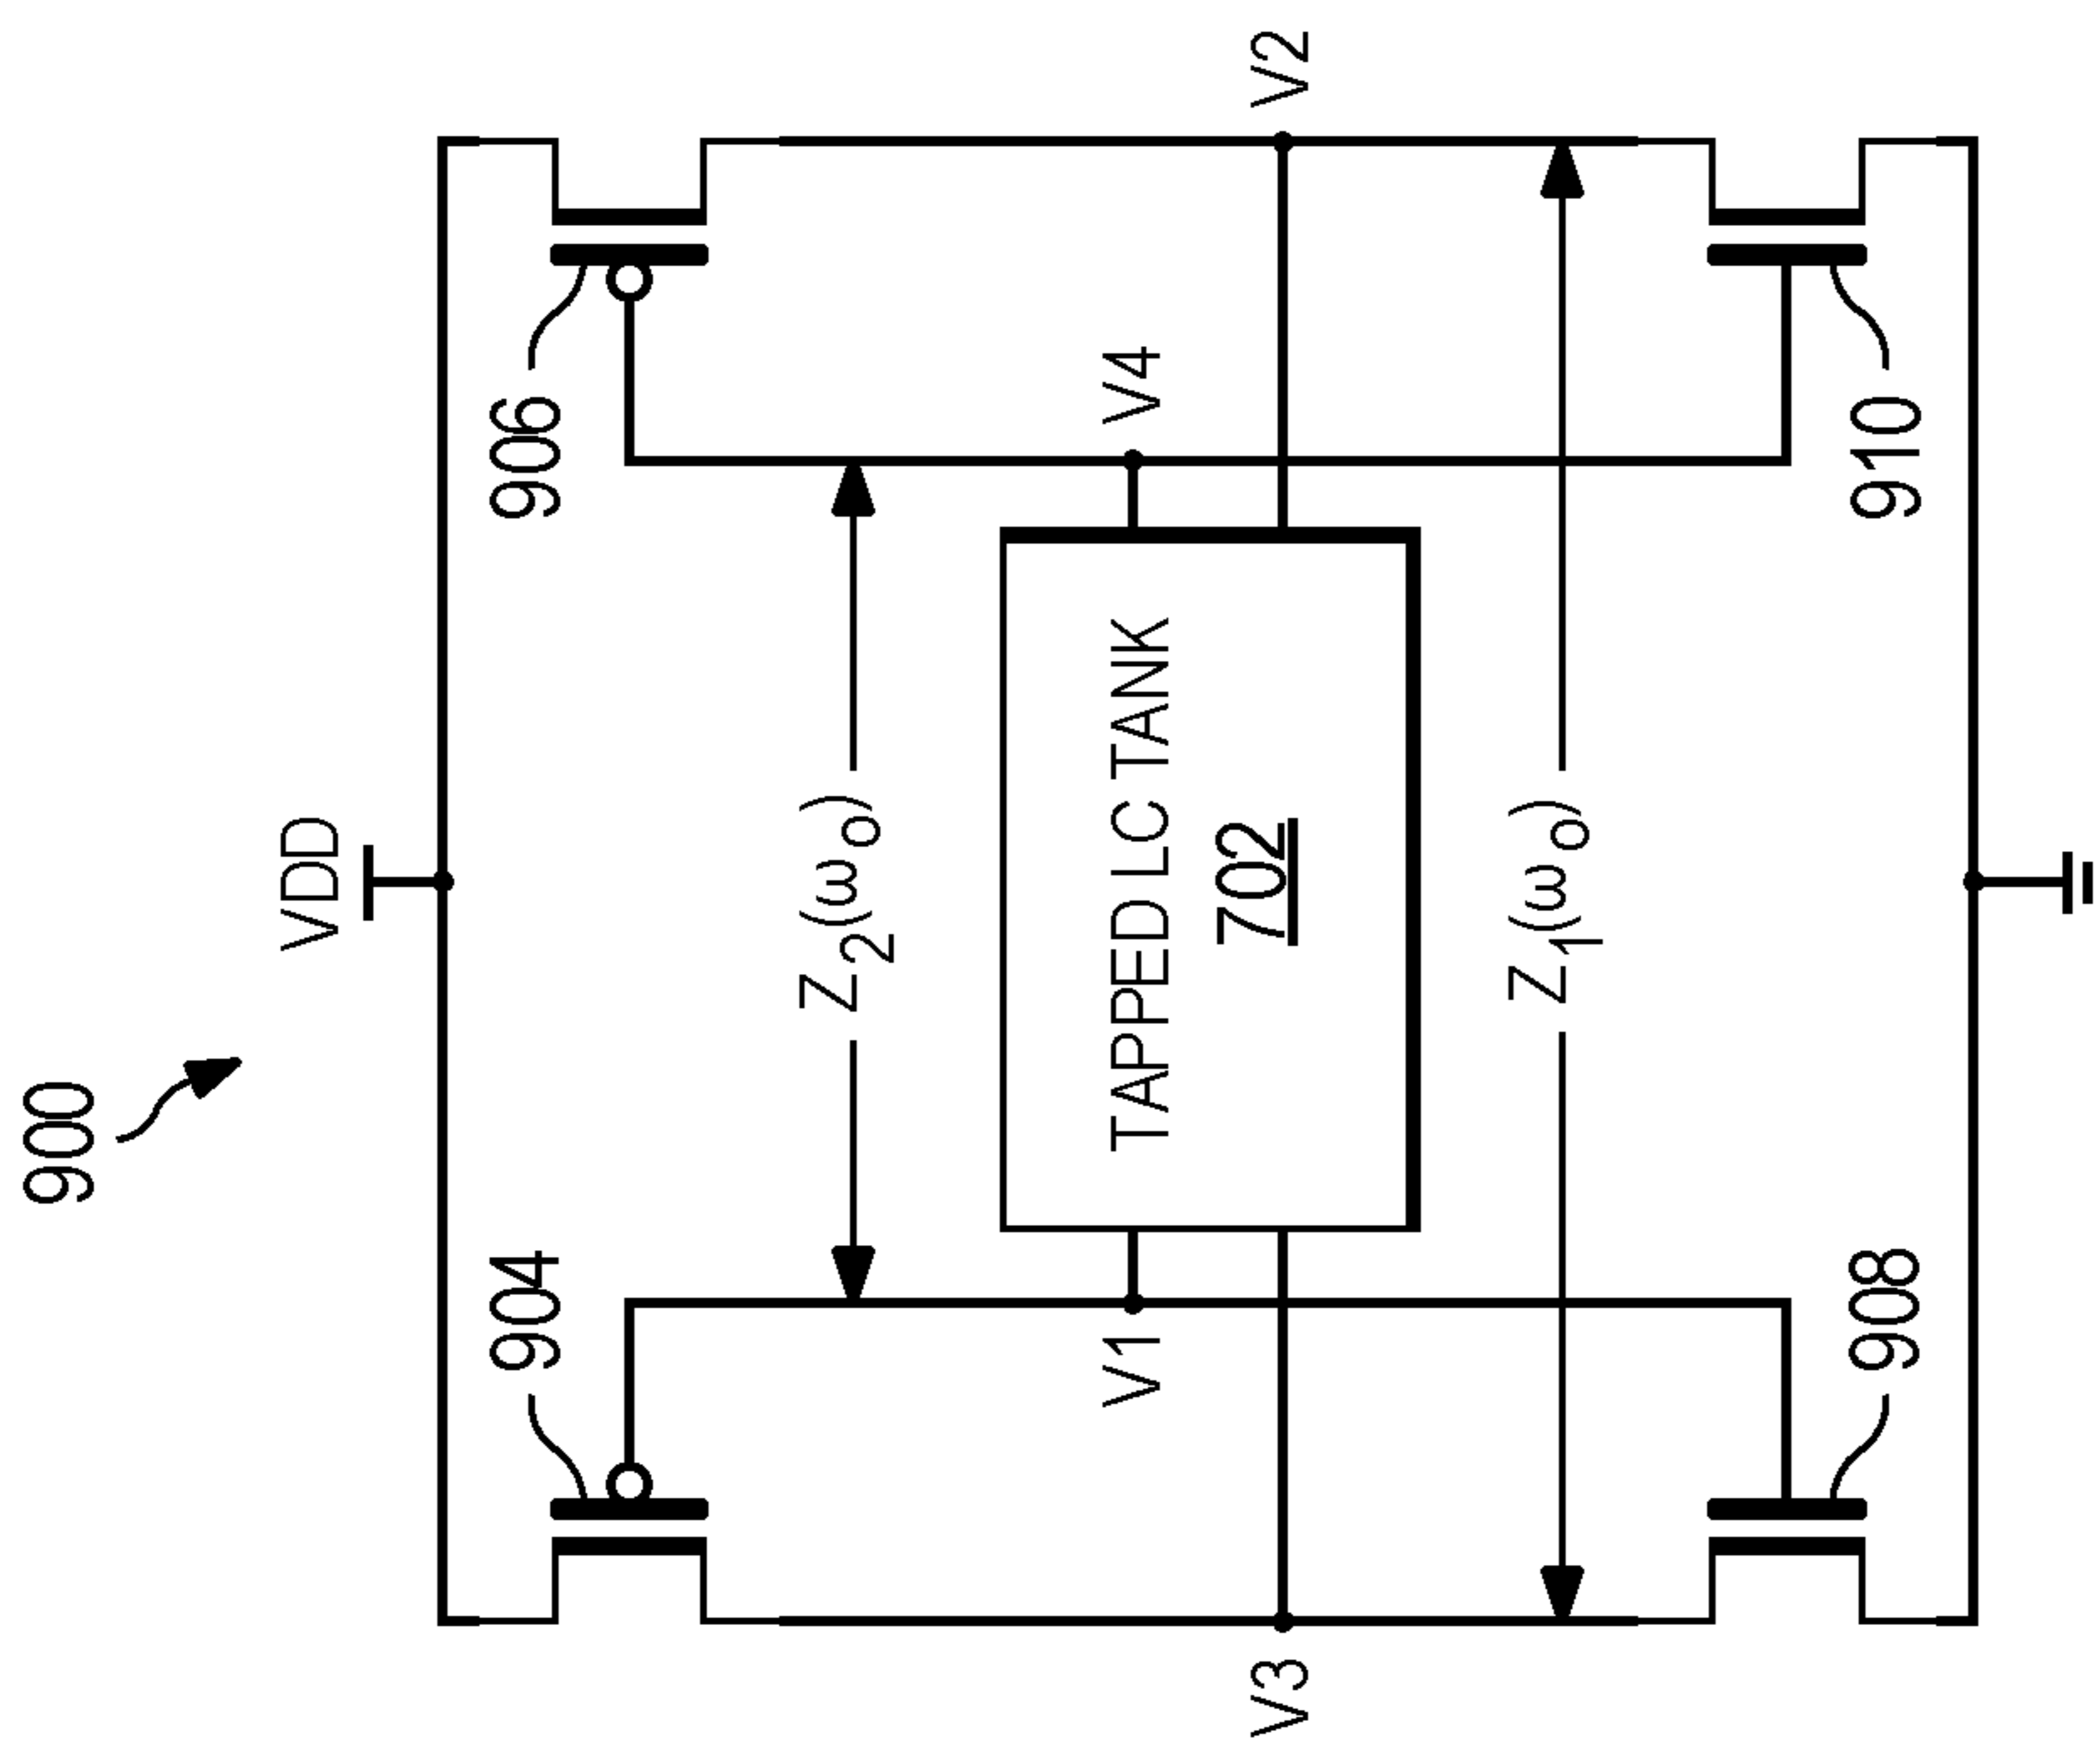 900
VDD
904
906
Z2(ωo)
V1
V4
TAPPED LC TANK
702
V3
V2
Z1(ωo)
908
910